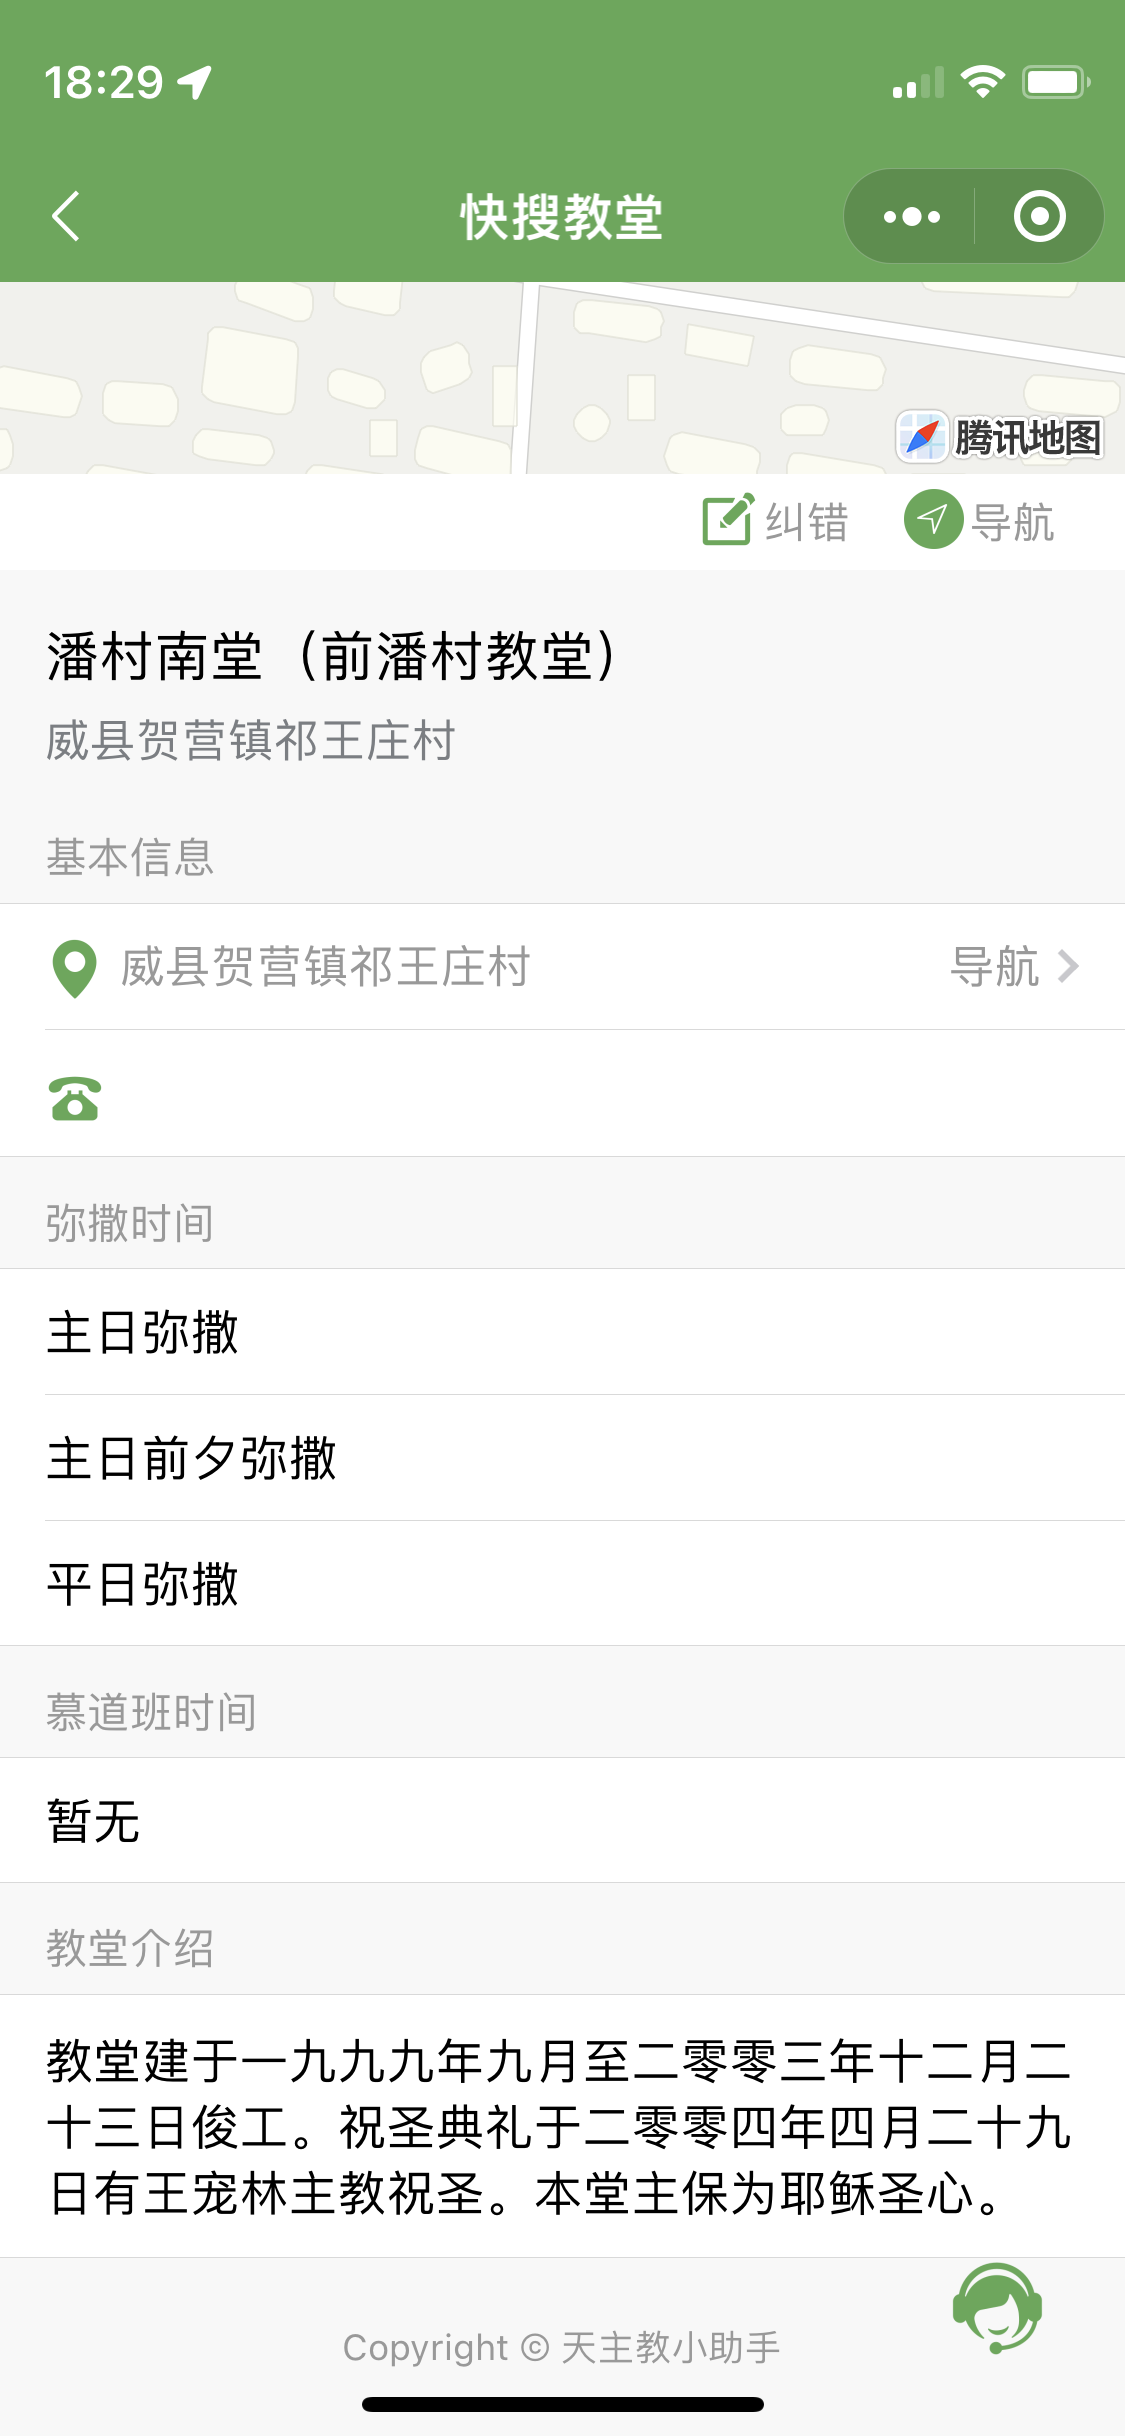 18:29
快搜教堂
腾讯地图
纠错
导航
潘村南堂（前潘村教堂）
威县贺营镇祁王庄村
基本信息
威县贺营镇祁王庄村 导航
弥撒时间
主日弥撒
主日前夕弥撒
平日弥撒
慕道班时间
暂无
教堂介绍
教堂建于一九九九年九月至二零零三年十二月二
十三日俊工。祝圣典礼于二零零四年四月二十九
日有王宠林主教祝圣。本堂主保为耶稣圣心。
Copyright © 天主教小助手